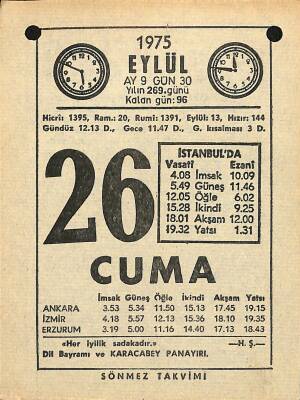 1975
EYLÜL
AY 9 GÜN 30
Yılın 269. günü
Kalan gün: 96
Hicri: 1395, Ram.: 20, Rumi: 1391, Eylül: 13, Hızır: 144
Gündüz 12.13 D., Gece 11.47 D., G. kısalması 3 D.
26
İSTANBUL'DA
Vasatî Ezanî
4.08 İmsak 10.09
5.49 Güneş 11.46
12.05 Öğle 6.02
15.28 İkindi 9.25
18.01 Akşam 12.00
19.32 Yatsı 1.31
CUMA
İmsak Güneş Öğle İkindi Akşam Yatsı
ANKARA 3.53 5.34 11.50 15.13 17.45 19.15
İZMİR 4.18 5.57 12.13 15.36 18.10 19.35
ERZURUM 3.19 5.00 11.16 14.40 17.13 18.43
«Her iyilik sadakadır.» —H. Ş.—
Dil Bayramı ve KARACABEY PANAYIRI.
SÖNMEZ TAKVİMİ